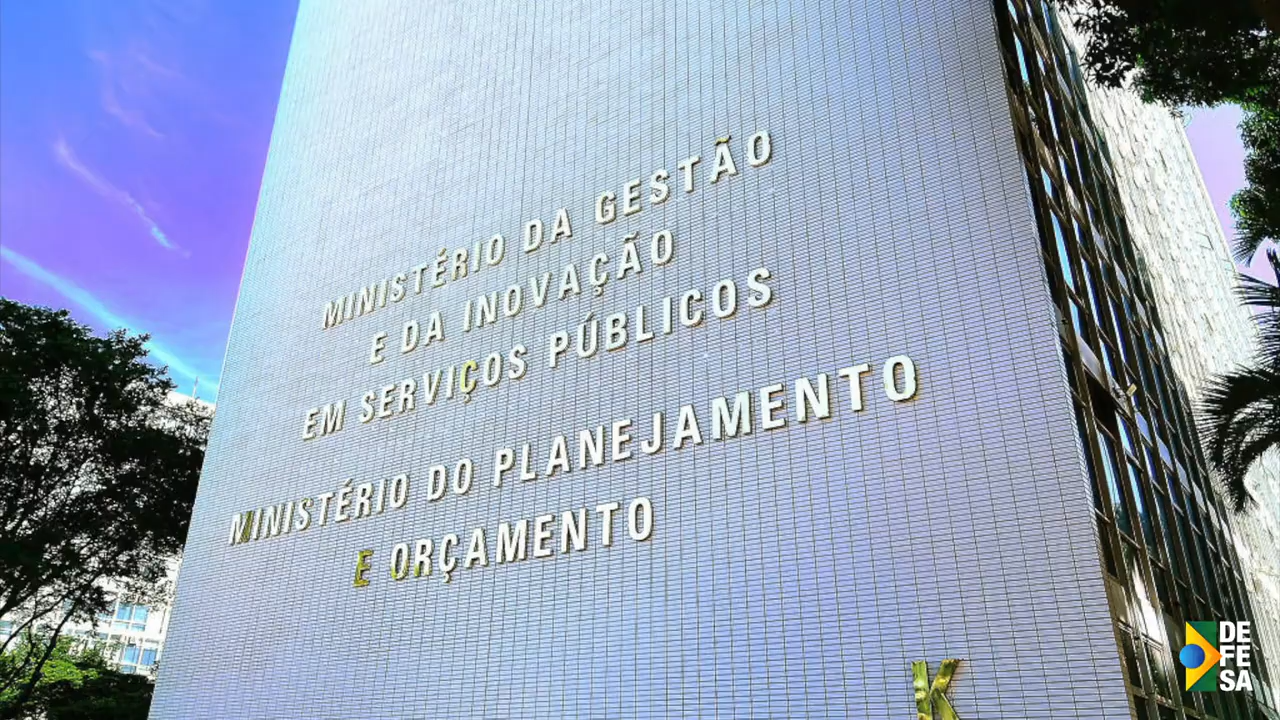 MINISTÉRIO DA GESTÃO
E DA INOVAÇÃO
EM SERVIÇOS PÚBLICOS
MINISTÉRIO DO PLANEJAMENTO
E ORÇAMENTO
K
DE
FE
SA